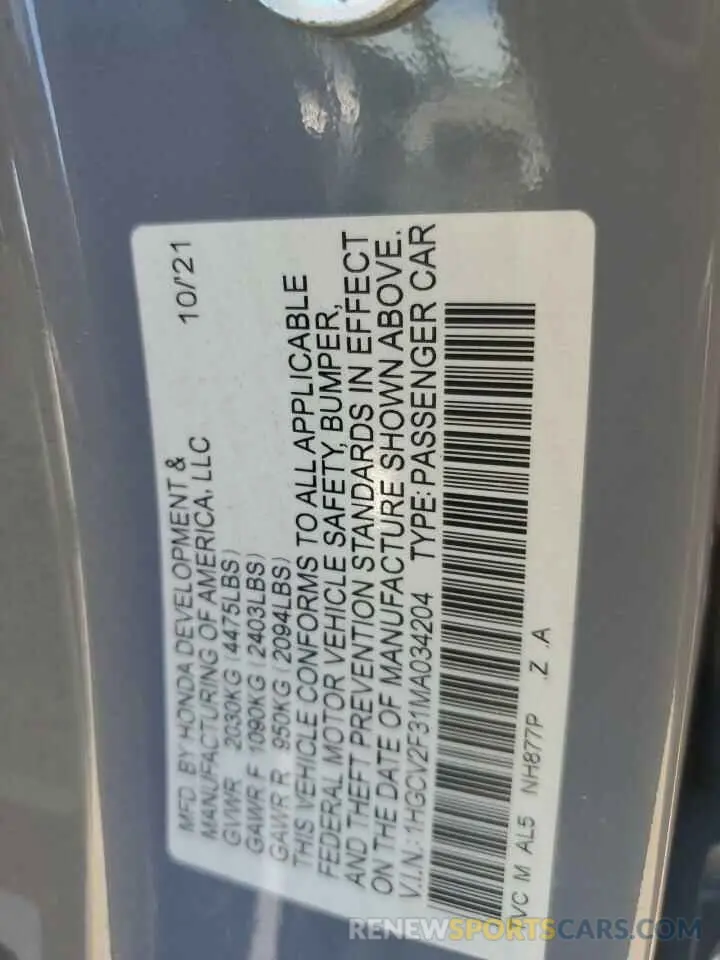 MFD. BY HONDA DEVELOPMENT &
MANUFACTURING OF AMERICA, LLC 10/'21
GVWR 2030KG (4475LBS)
GAWR F 1090KG (2403LBS)
GAWR R 950KG (2094LBS)
THIS VEHICLE CONFORMS TO ALL APPLICABLE
FEDERAL MOTOR VEHICLE SAFETY, BUMPER,
AND THEFT PREVENTION STANDARDS IN EFFECT
ON THE DATE OF MANUFACTURE SHOWN ABOVE.
V.I.N.: 1HGCV2F31MA034204 TYPE: PASSENGER CAR
VC M AL5 NH877P .Z .A
RENEWSPORTSCARS.COM